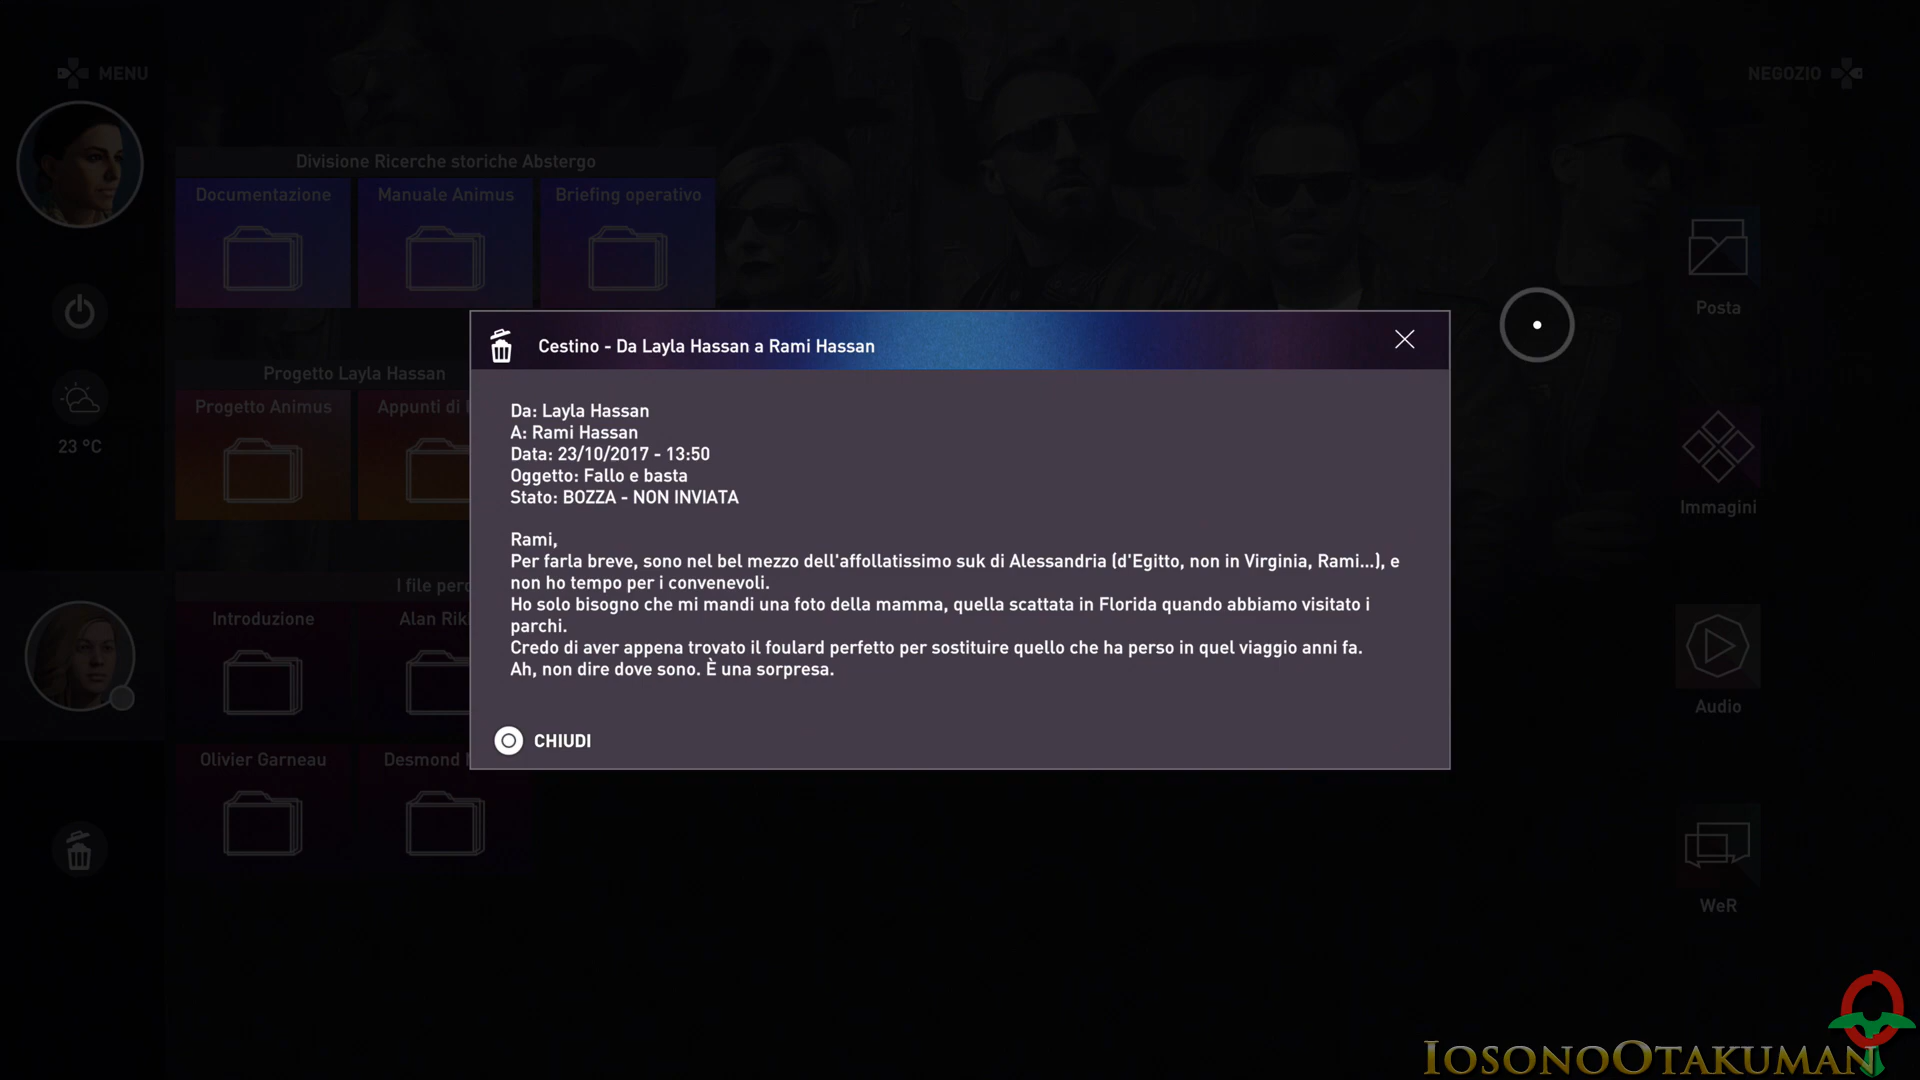 MENU
NEGOZIO
Divisione Ricerche storiche Abstergo
Documentazione
Manuale Animus
Briefing operativo
Posta
Cestino - Da Layla Hassan a Rami Hassan
Progetto Layla Hassan
Progetto Animus
Appunti di
23 °C
Da: Layla Hassan
A: Rami Hassan
Data: 23/10/2017 - 13:50
Oggetto: Fallo e basta
Stato: BOZZA - NON INVIATA
Immagini
Rami,
Per farla breve, sono nel bel mezzo dell'affollatissimo suk di Alessandria (d'Egitto, non in Virginia, Rami...), e
non ho tempo per i convenevoli.
Ho solo bisogno che mi mandi una foto della mamma, quella scattata in Florida quando abbiamo visitato i
parchi.
Credo di aver appena trovato il foulard perfetto per sostituire quello che ha perso in quel viaggio anni fa.
Ah, non dire dove sono. È una sorpresa.
I file
Introduzione
Alan
Audio
CHIUDI
Olivier Garneau
Desmond
WeR
IOSONOOTAKUMAN